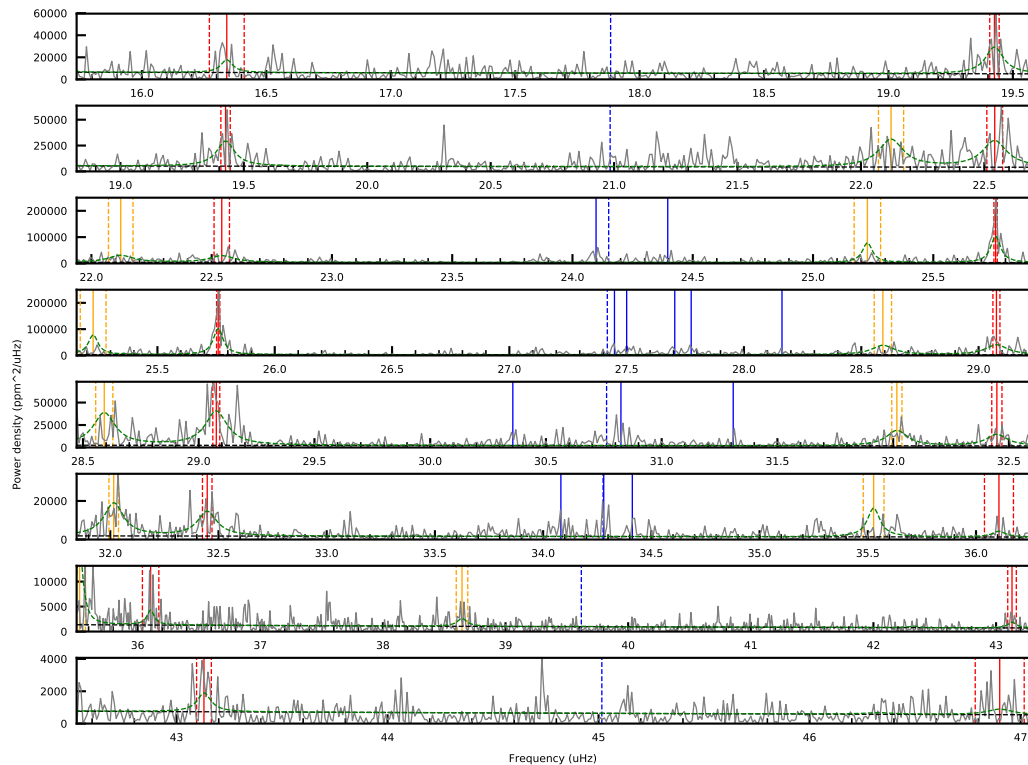 60000
40000
20000
0
16.0 16.5 17.0 17.5 18.0 18.5 19.0 19.5
50000
25000
0
19.0 19.5 20.0 20.5 21.0 21.5 22.0 22.5
200000
100000
0
22.0 22.5 23.0 23.5 24.0 24.5 25.0 25.5
200000
100000
0
25.5 26.0 26.5 27.0 27.5 28.0 28.5 29.0
50000
25000
0
28.5 29.0 29.5 30.0 30.5 31.0 31.5 32.0 32.5
Power density (ppm^2/uHz)
20000
0
32.0 32.5 33.0 33.5 34.0 34.5 35.0 35.5 36.0
10000
5000
0
36 37 38 39 40 41 42 43
4000
2000
0
43 44 45 46 47
Frequency (uHz)